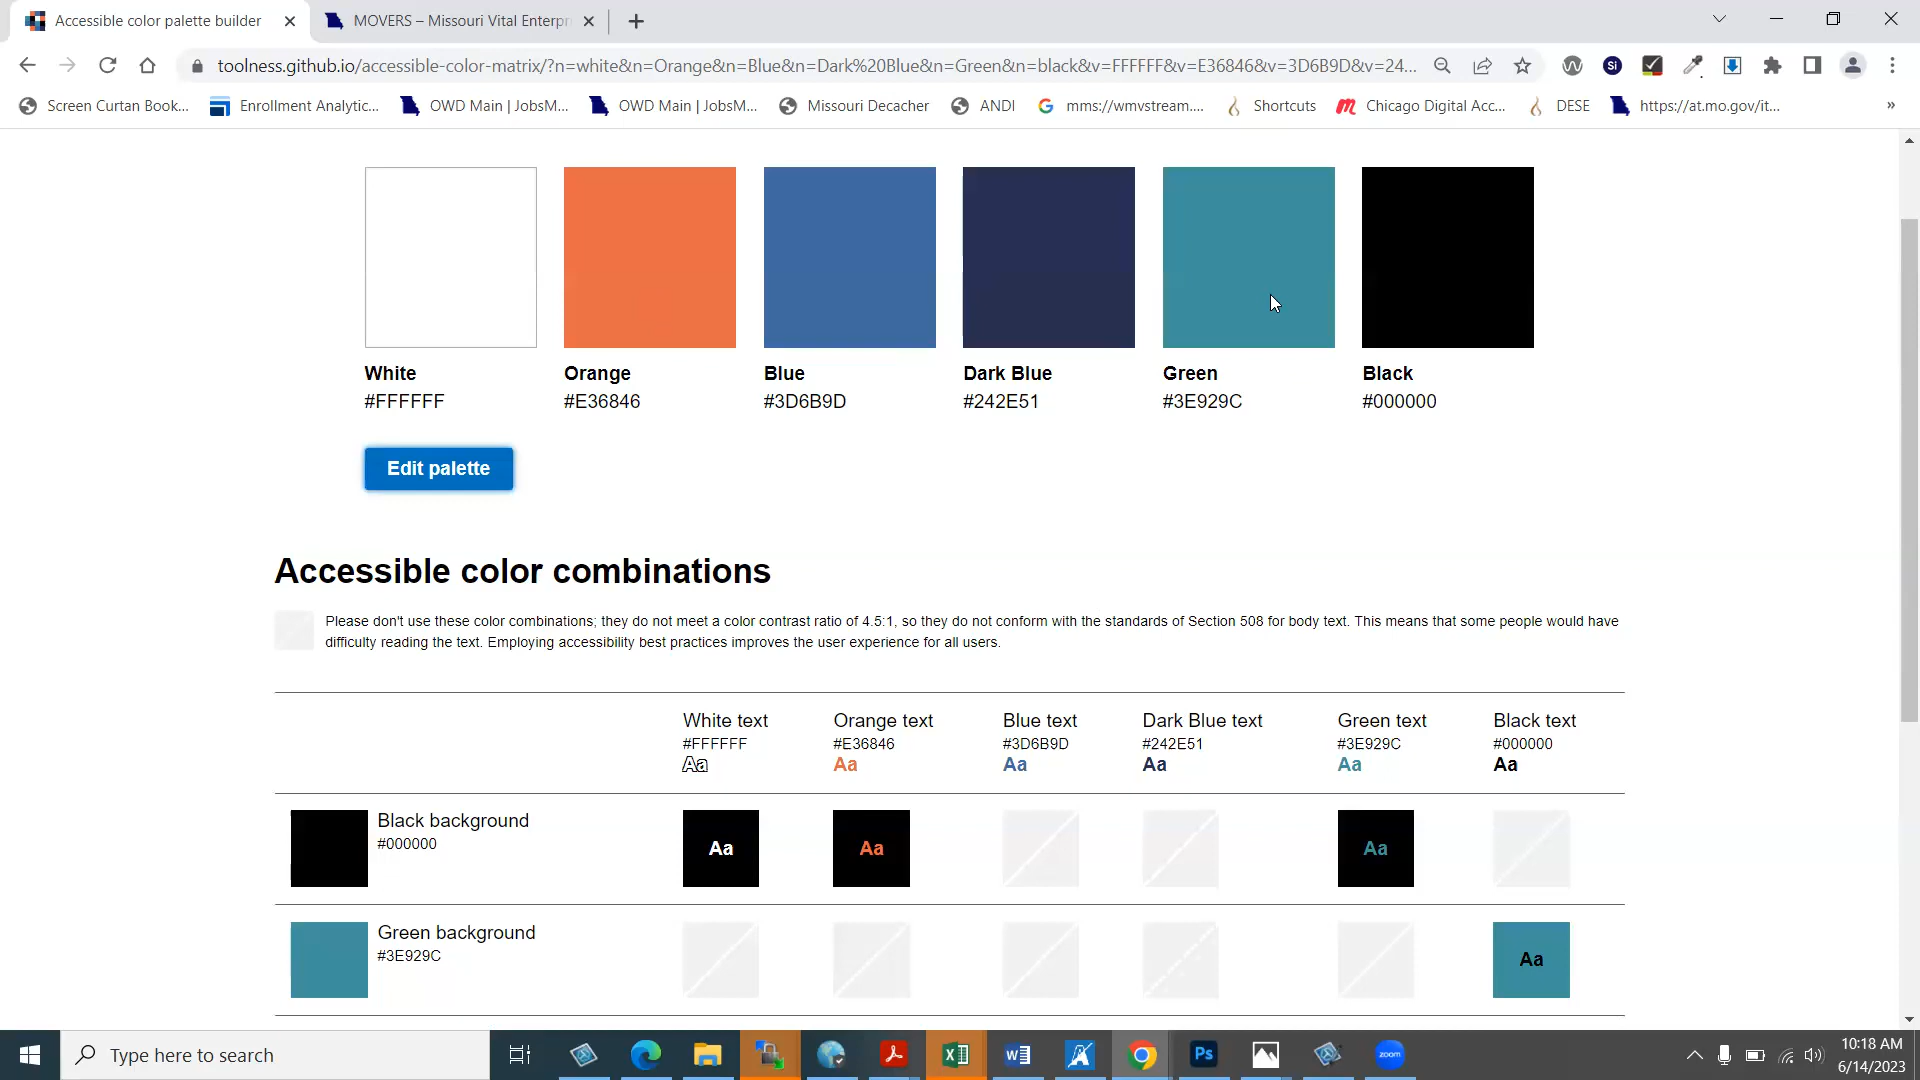 Accessible color palette builder
MOVERS – Missouri Vital Enterpr
toolness.github.io/accessible-color-matrix/?n=white&n=Orange&n=Blue&n=Dark%20Blue&n=Green&n=black&v=FFFFFF&v=E36846&v=3D6B9D&v=24...
Screen Curtan Book... Enrollment Analytic... OWD Main | JobsM... OWD Main | JobsM... Missouri Decacher ANDI mms://wmvstream.... Shortcuts Chicago Digital Acc... DESE https://at.mo.gov/it... »
White Orange Blue Dark Blue Green Black
#FFFFFF #E36846 #3D6B9D #242E51 #3E929C #000000
Edit palette
Accessible color combinations
Please don't use these color combinations; they do not meet a color contrast ratio of 4.5:1, so they do not conform with the standards of Section 508 for body text. This means that some people would have
difficulty reading the text. Employing accessibility best practices improves the user experience for all users.
White text Orange text Blue text Dark Blue text Green text Black text
#FFFFFF #E36846 #3D6B9D #242E51 #3E929C #000000
Aa Aa Aa Aa Aa Aa
Black background
#000000
Aa Aa Aa
Green background
#3E929C
Aa
Type here to search
Ps
zoom
10:18 AM
6/14/2023